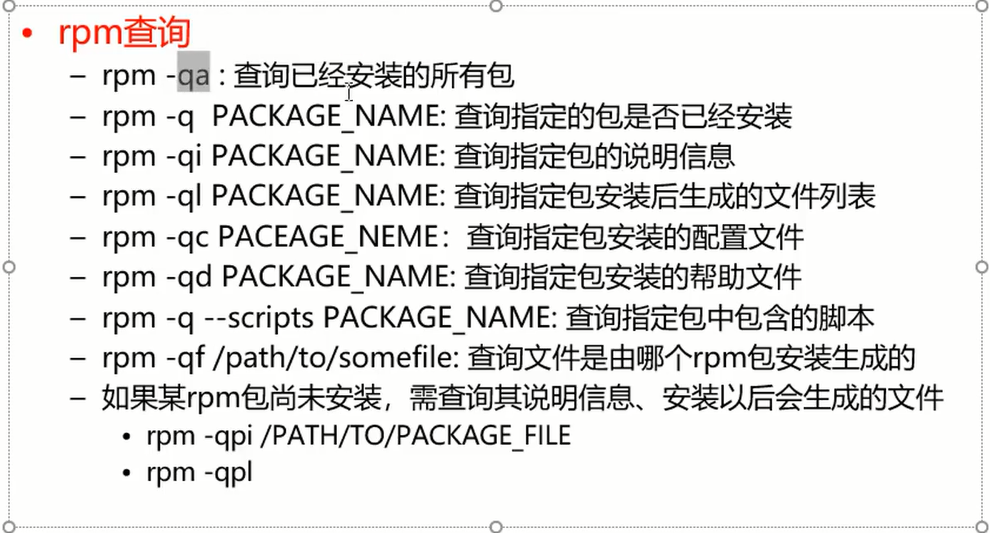 • rpm查询
– rpm -qa : 查询已经安装的所有包
– rpm -q  PACKAGE_NAME: 查询指定的包是否已经安装
– rpm -qi PACKAGE_NAME: 查询指定包的说明信息
– rpm -ql PACKAGE_NAME: 查询指定包安装后生成的文件列表
– rpm -qc PACEAGE_NEME：查询指定包安装的配置文件
– rpm -qd PACKAGE_NAME: 查询指定包安装的帮助文件
– rpm -q --scripts PACKAGE_NAME: 查询指定包中包含的脚本
– rpm -qf /path/to/somefile: 查询文件是由哪个rpm包安装生成的
– 如果某rpm包尚未安装，需查询其说明信息、安装以后会生成的文件
• rpm -qpi /PATH/TO/PACKAGE_FILE
• rpm -qpl